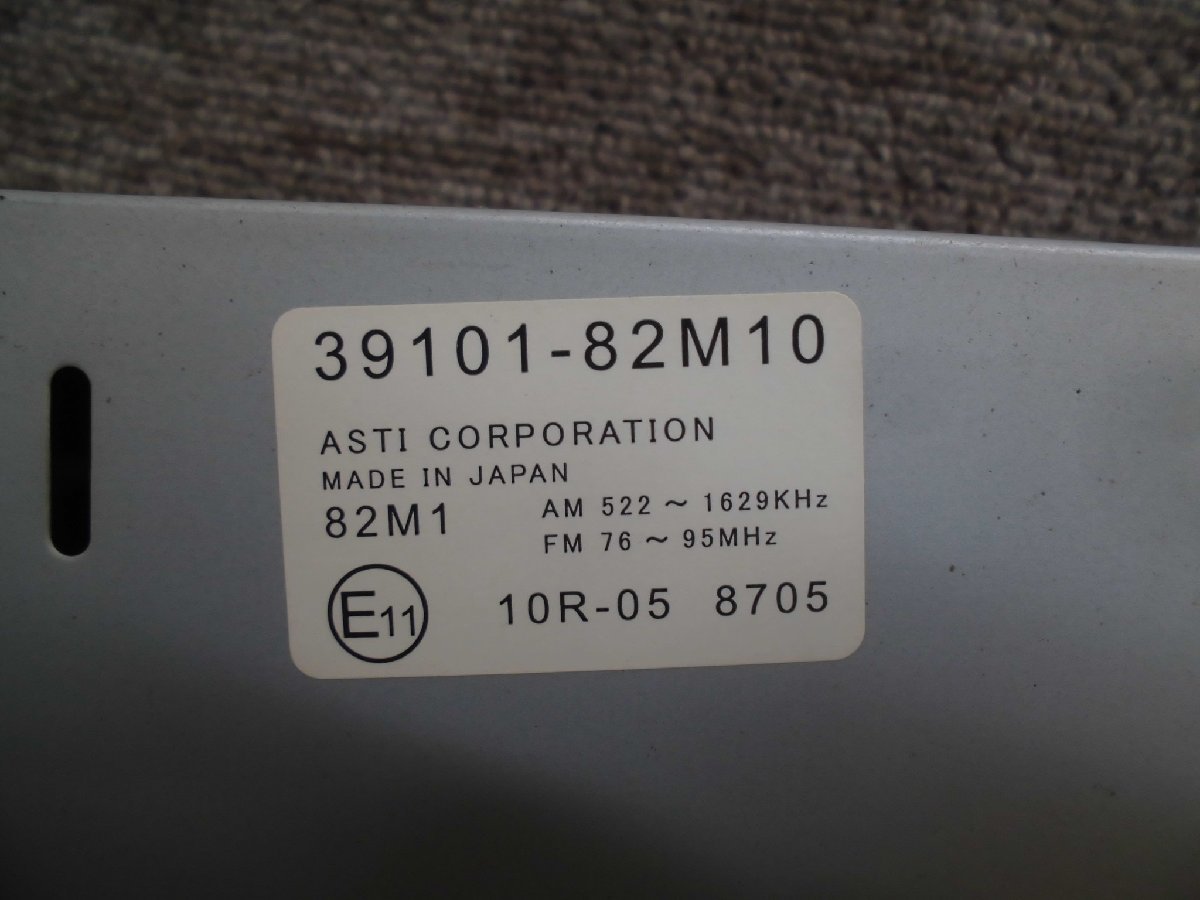 39101-82M10
ASTI CORPORATION
MADE IN JAPAN
82M1 AM 522 ～ 1629KHz
FM 76 ～ 95MHz
E11 10R-05 8705